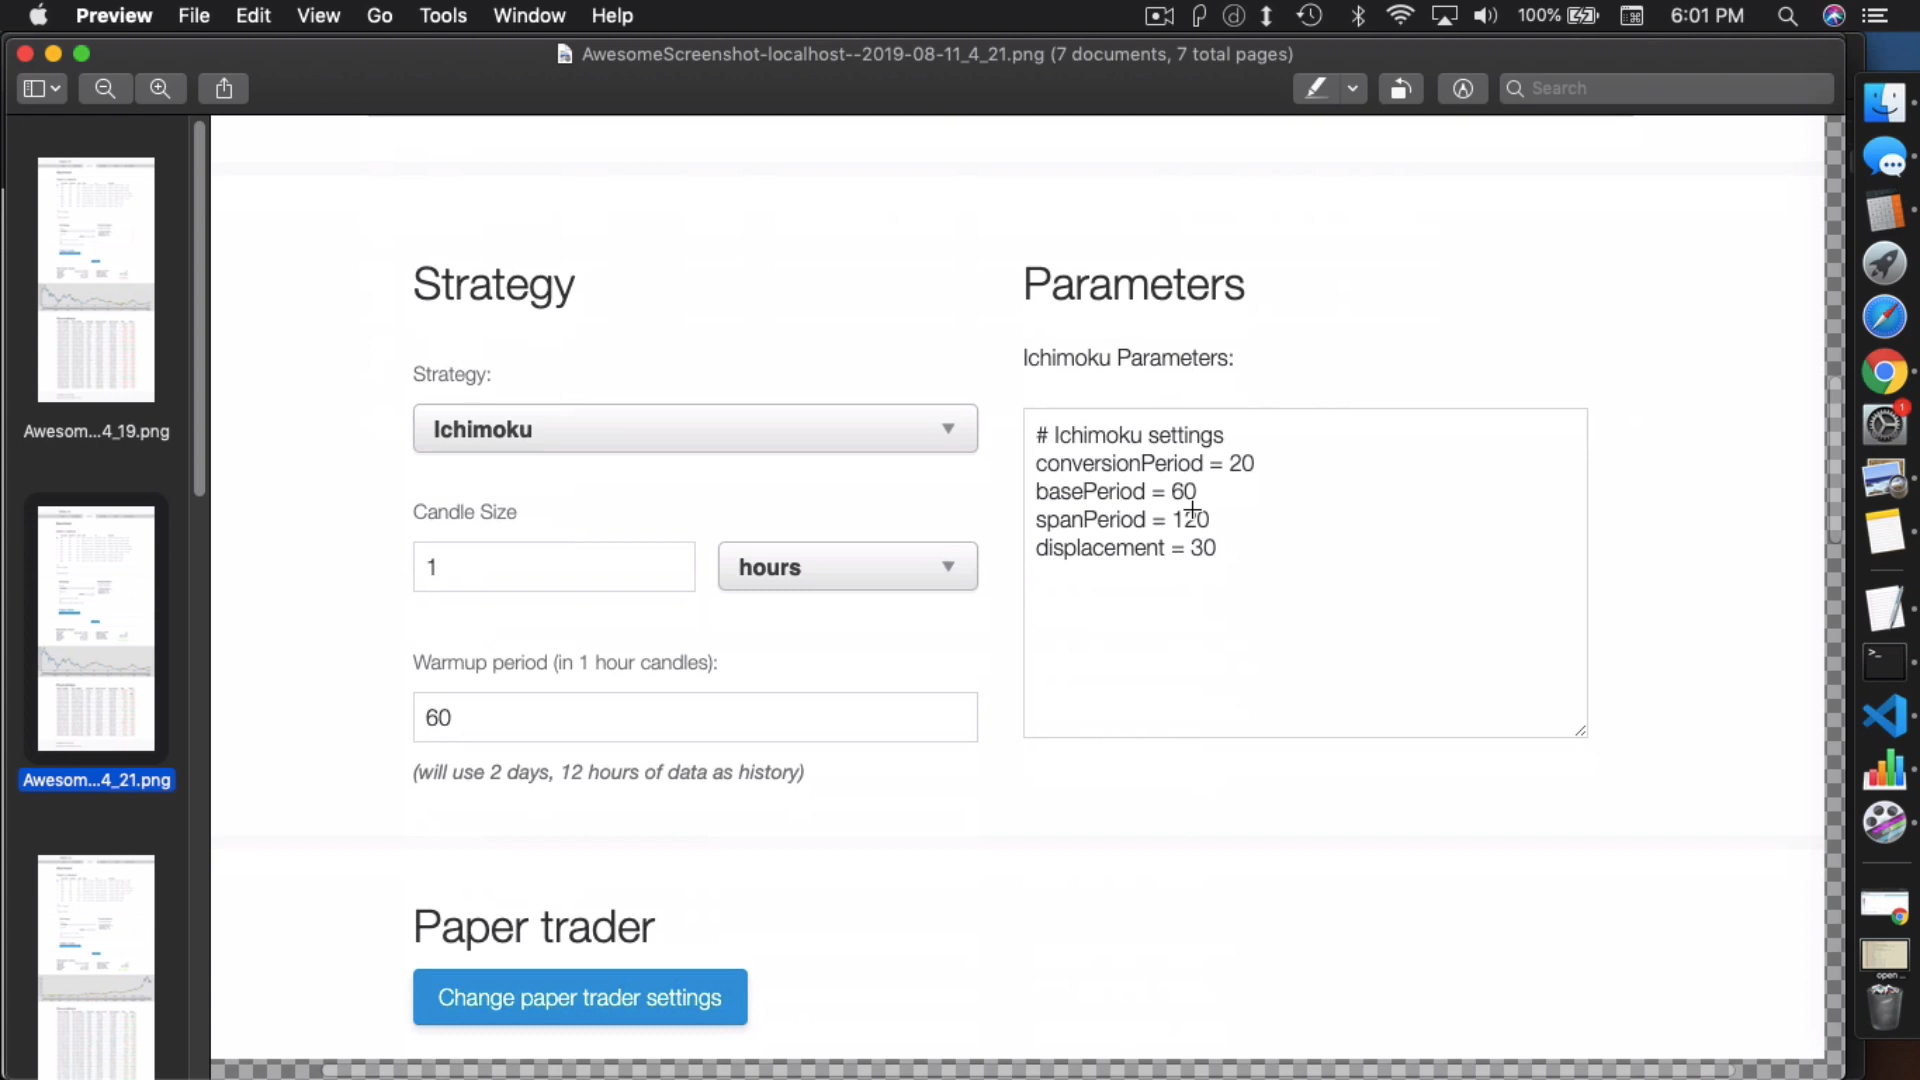 Preview File Edit View Go Tools Window Help 100% 6:01 PM
AwesomeScreenshot-localhost--2019-08-11_4_21.png (7 documents, 7 total pages)
Search
Awesom...4_19.png
Awesom...4_21.png
Strategy
Strategy:
Ichimoku
Candle Size
1 hours
Warmup period (in 1 hour candles):
60
(will use 2 days, 12 hours of data as history)
Parameters
Ichimoku Parameters:
# Ichimoku settings
conversionPeriod = 20
basePeriod = 60
spanPeriod = 120
displacement = 30
Paper trader
Change paper trader settings
1
open ...